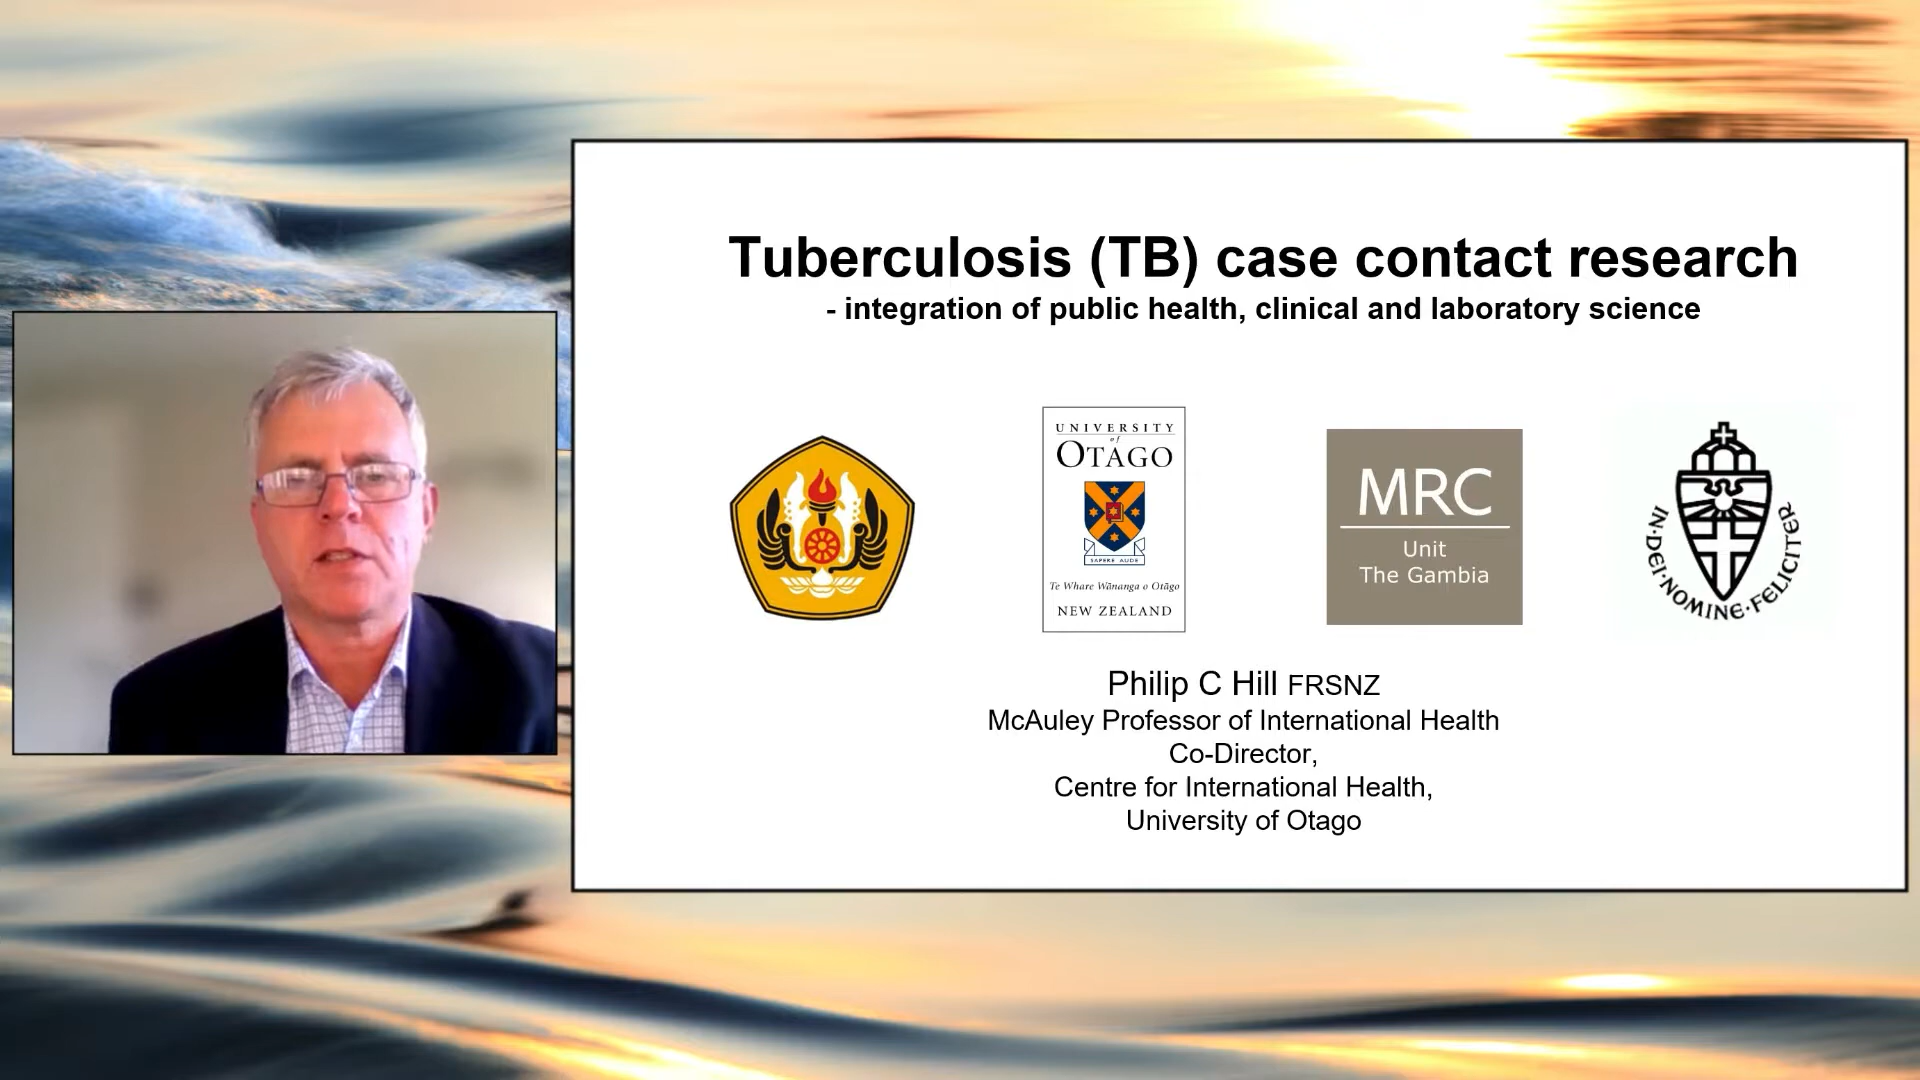 Tuberculosis (TB) case contact research
- integration of public health, clinical and laboratory science
UNIVERSITY
of
OTAGO
SAPERE AUDE
Te Whare Wānanga o Otāgo
NEW ZEALAND
MRC
Unit
The Gambia
IN·DEI·NOMINE·FELICITER
Philip C Hill FRSNZ
McAuley Professor of International Health
Co-Director,
Centre for International Health,
University of Otago